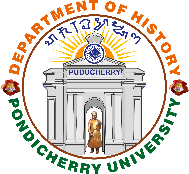 DEPARTMENT OF HISTORY
PUDUCHERRY
PONDICHERRY UNIVERSITY